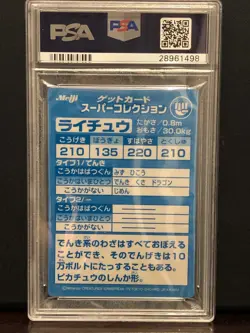 PSA
PSA
28961498
Meiji
ゲットカード
スーパーコレクション
ライチュウ
たかさ/0.8m
おもさ/30.0kg
こうげき ぼうぎょ すばやさ とくしゅ
210 135 220 210
タイプ1/でんき
こうかばつぐん みず ひこう
こうかいまひとつ でんき くさ ドラゴン
こうかがない じめん
タイプ2/―
こうかばつぐん
こうかいまひとつ
こうかがない
でんき系のわざはすべておぼえる
ことができ、そのでんげきは10
万ボルトにたっすることもある。
ピカチュウのしんか形。